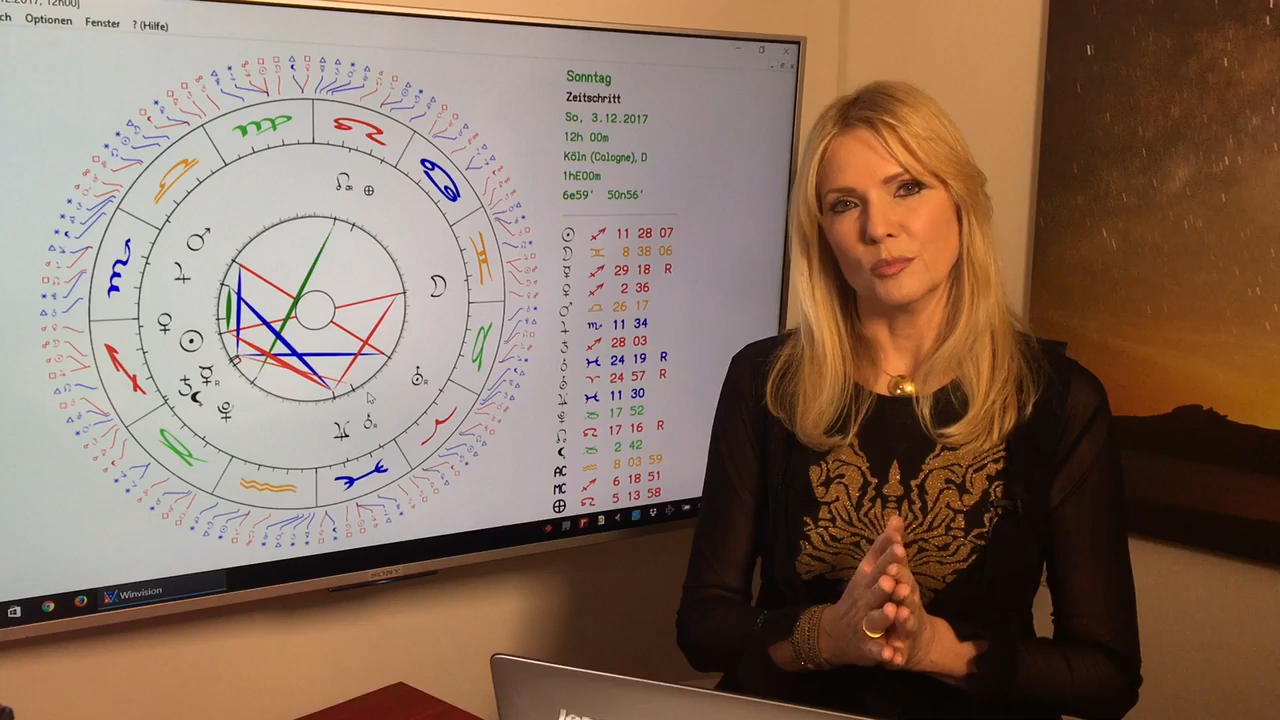 .2017, 12h00]
ch Optionen Fenster ? (Hilfe)
Sonntag
Zeitschritt
So, 3.12.2017
12h 00m
Köln (Cologne), D
1hE00m
6e59' 50n56'
☉ ♐ 11 28 07
☽ ♊ 8 38 06
☿ ♐ 29 18 R
♀ ♐ 2 36
♂ ♎ 26 17
♃ ♏ 11 34
♄ ♐ 28 03
⚷ ♓ 24 19 R
♅ ♈ 24 57 R
♆ ♓ 11 30
♇ ♑ 17 52
☊ ♌ 17 16 R
⚸ ♑ 2 42
AC ♒ 8 03 59
MC ♐ 6 18 51
⊕ ♌ 5 13 58
SONY
Winvision